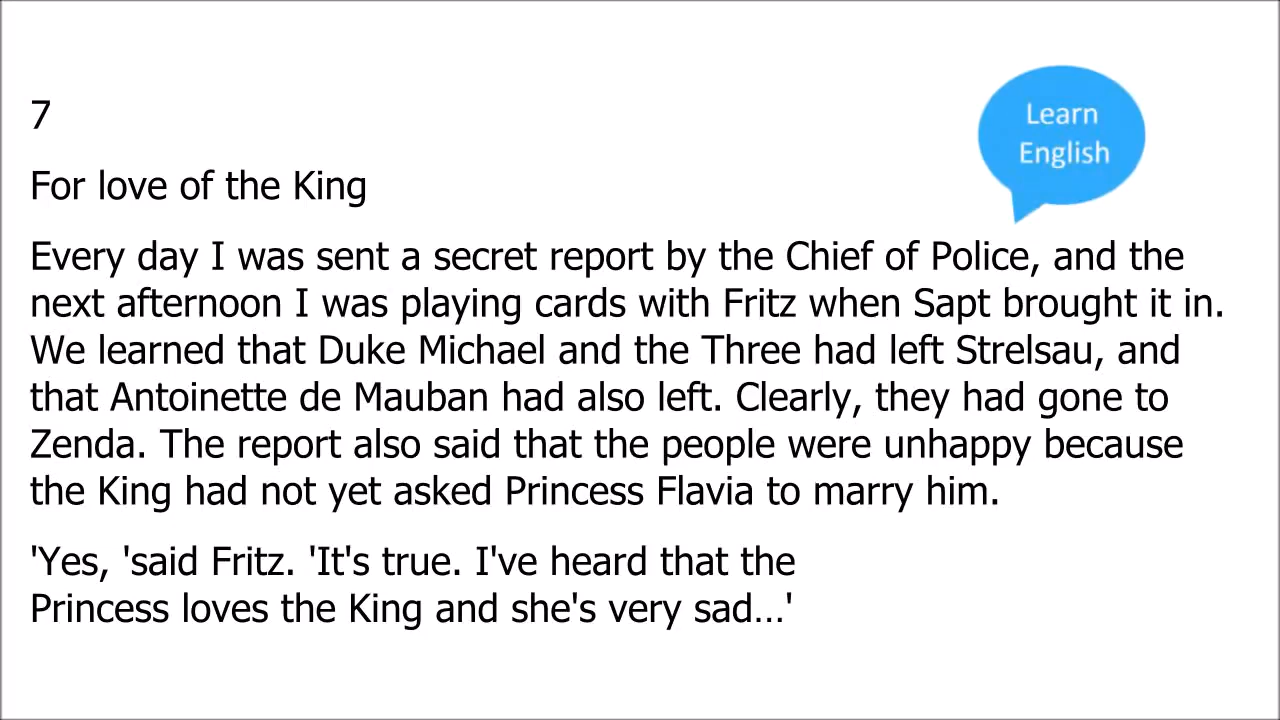 7
Learn
English
For love of the King
Every day I was sent a secret report by the Chief of Police, and the
next afternoon I was playing cards with Fritz when Sapt brought it in.
We learned that Duke Michael and the Three had left Strelsau, and
that Antoinette de Mauban had also left. Clearly, they had gone to
Zenda. The report also said that the people were unhappy because
the King had not yet asked Princess Flavia to marry him.
'Yes, 'said Fritz. 'It's true. I've heard that the
Princess loves the King and she's very sad...'